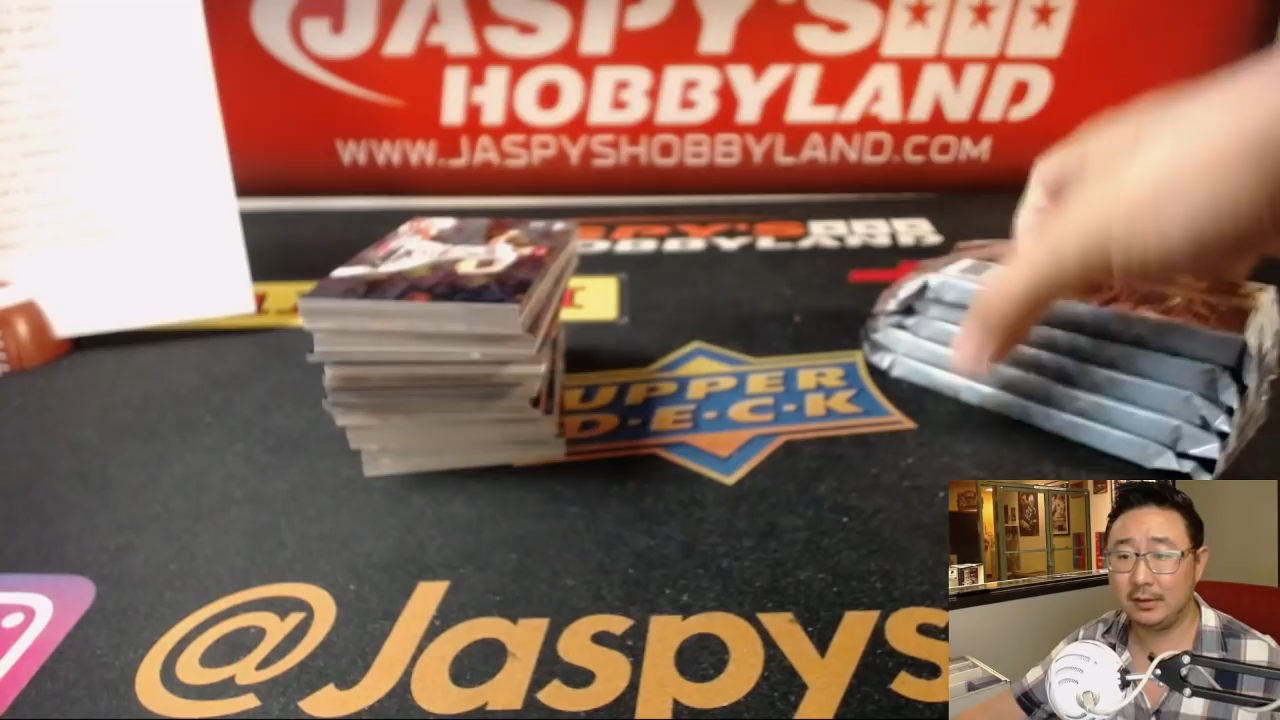 JASPY'S
HOBBYLAND
WWW.JASPYSHOBBYLAND.COM
HOBBYLAND
UPPER
D·E·C·K
@Jaspys